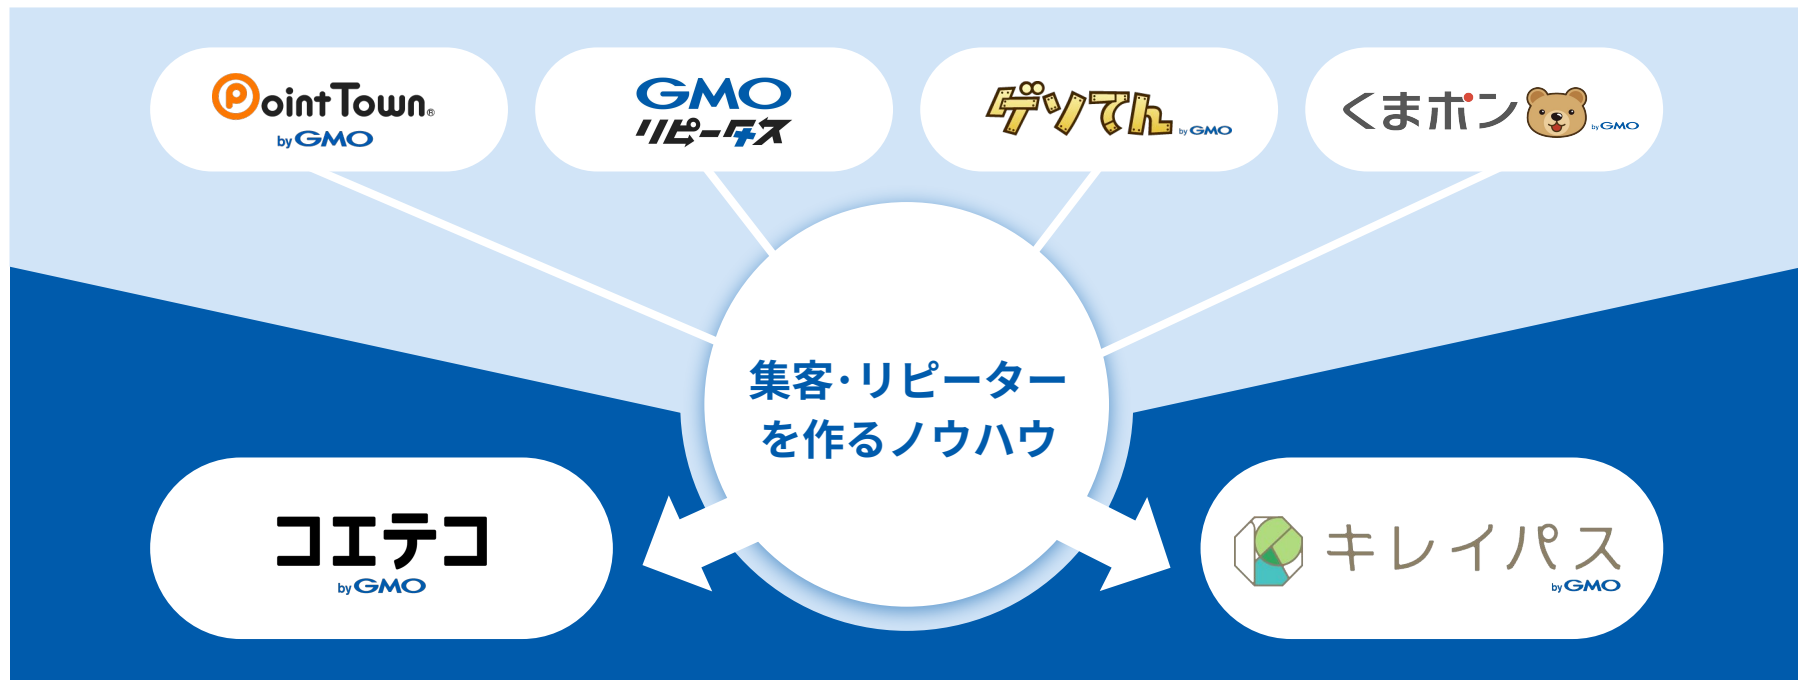 PointTown®
by GMO
GMO
リピータス
ゲソてん by GMO
くまポン by GMO
集客・リピーター
を作るノウハウ
コエテコ
by GMO
キレイパス
by GMO